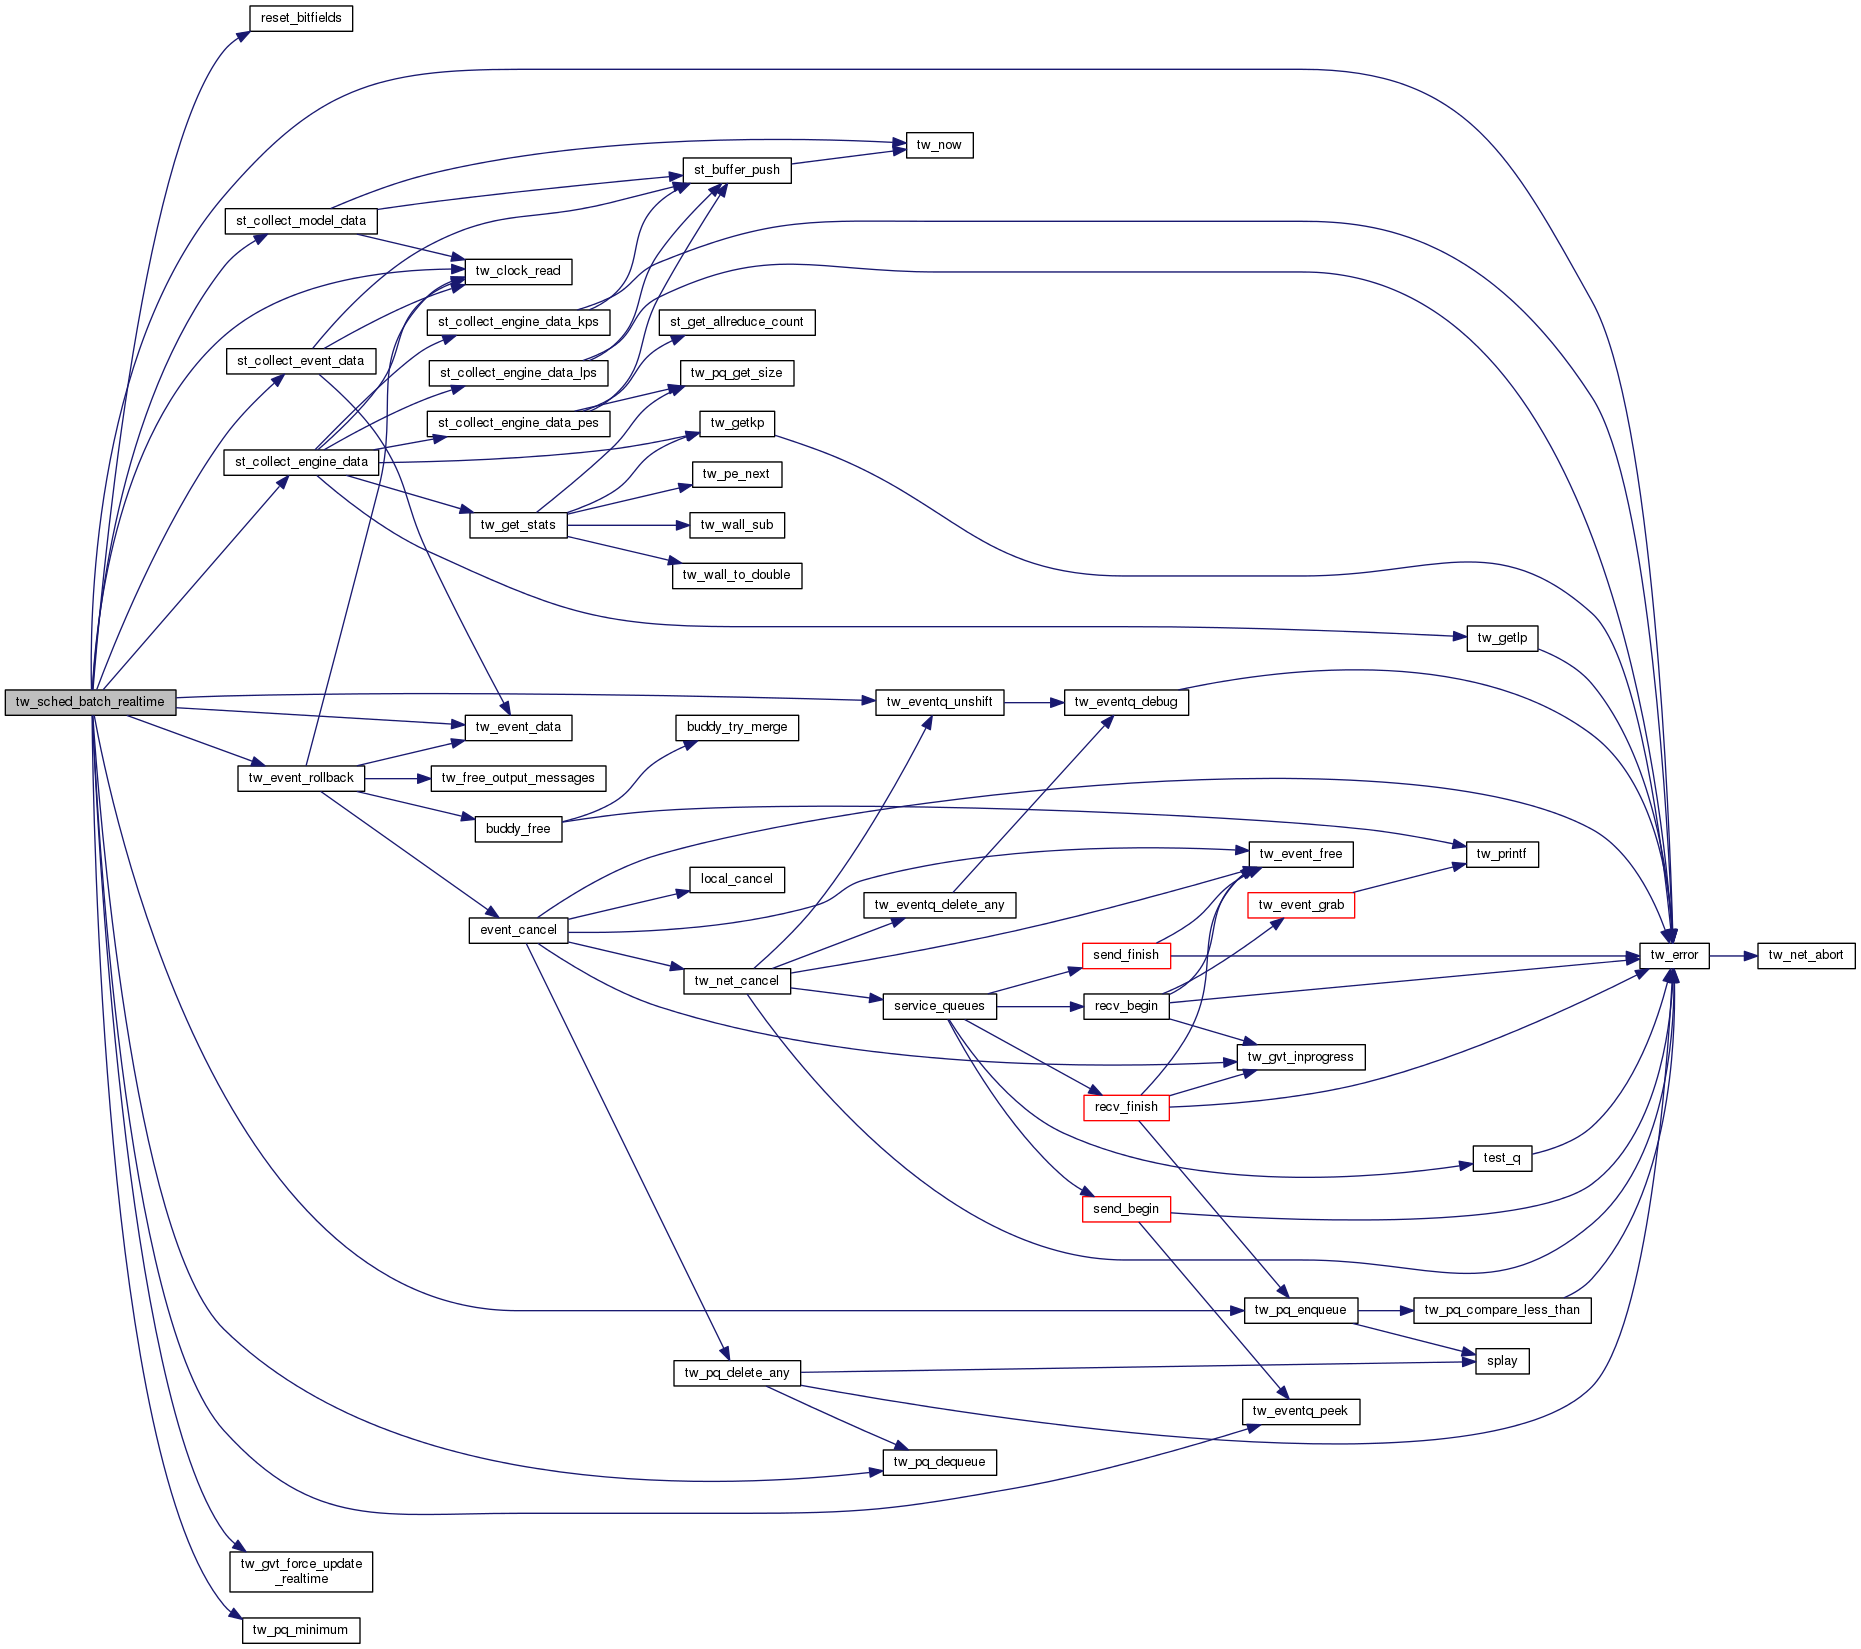 reset_bitfields
tw_now
st_buffer_push
st_collect_model_data
tw_clock_read
st_collect_engine_data_kps
st_get_allreduce_count
st_collect_event_data
st_collect_engine_data_lps
tw_pq_get_size
st_collect_engine_data_pes
tw_getkp
st_collect_engine_data
tw_pe_next
tw_get_stats
tw_wall_sub
tw_wall_to_double
tw_getlp
tw_sched_batch_realtime
tw_eventq_unshift
tw_eventq_debug
tw_event_data
buddy_try_merge
tw_event_rollback
tw_free_output_messages
buddy_free
tw_event_free
tw_printf
local_cancel
tw_eventq_delete_any
tw_event_grab
event_cancel
send_finish
tw_error
tw_net_abort
tw_net_cancel
service_queues
recv_begin
tw_gvt_inprogress
recv_finish
test_q
send_begin
tw_pq_enqueue
tw_pq_compare_less_than
splay
tw_pq_delete_any
tw_eventq_peek
tw_pq_dequeue
tw_gvt_force_update
_realtime
tw_pq_minimum